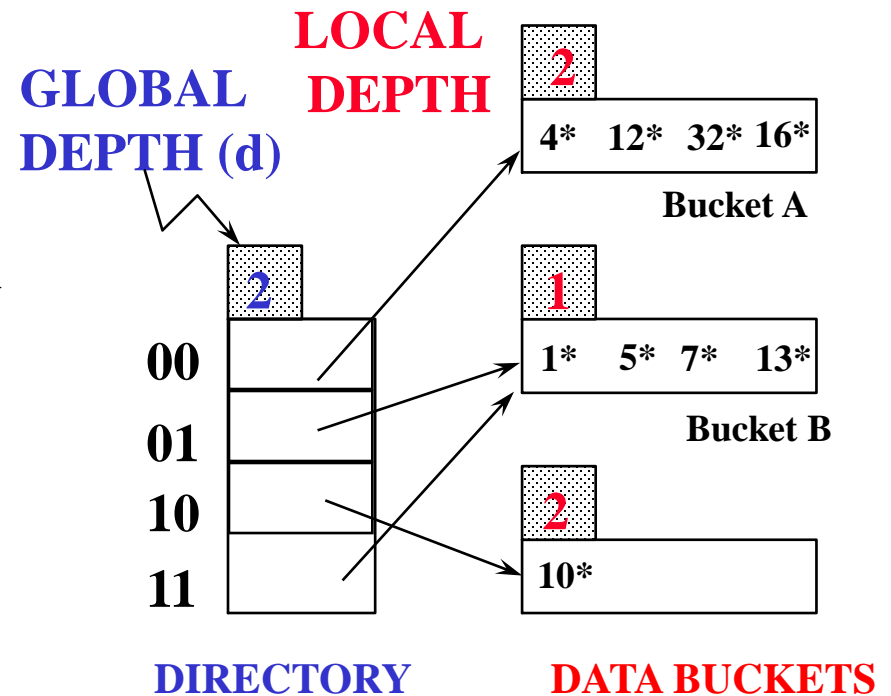 LOCAL
DEPTH
GLOBAL
DEPTH (d)
2
4* 12* 32* 16*
Bucket A
2
00
01
10
11
1
1* 5* 7* 13*
Bucket B
2
10*
DIRECTORY
DATA BUCKETS